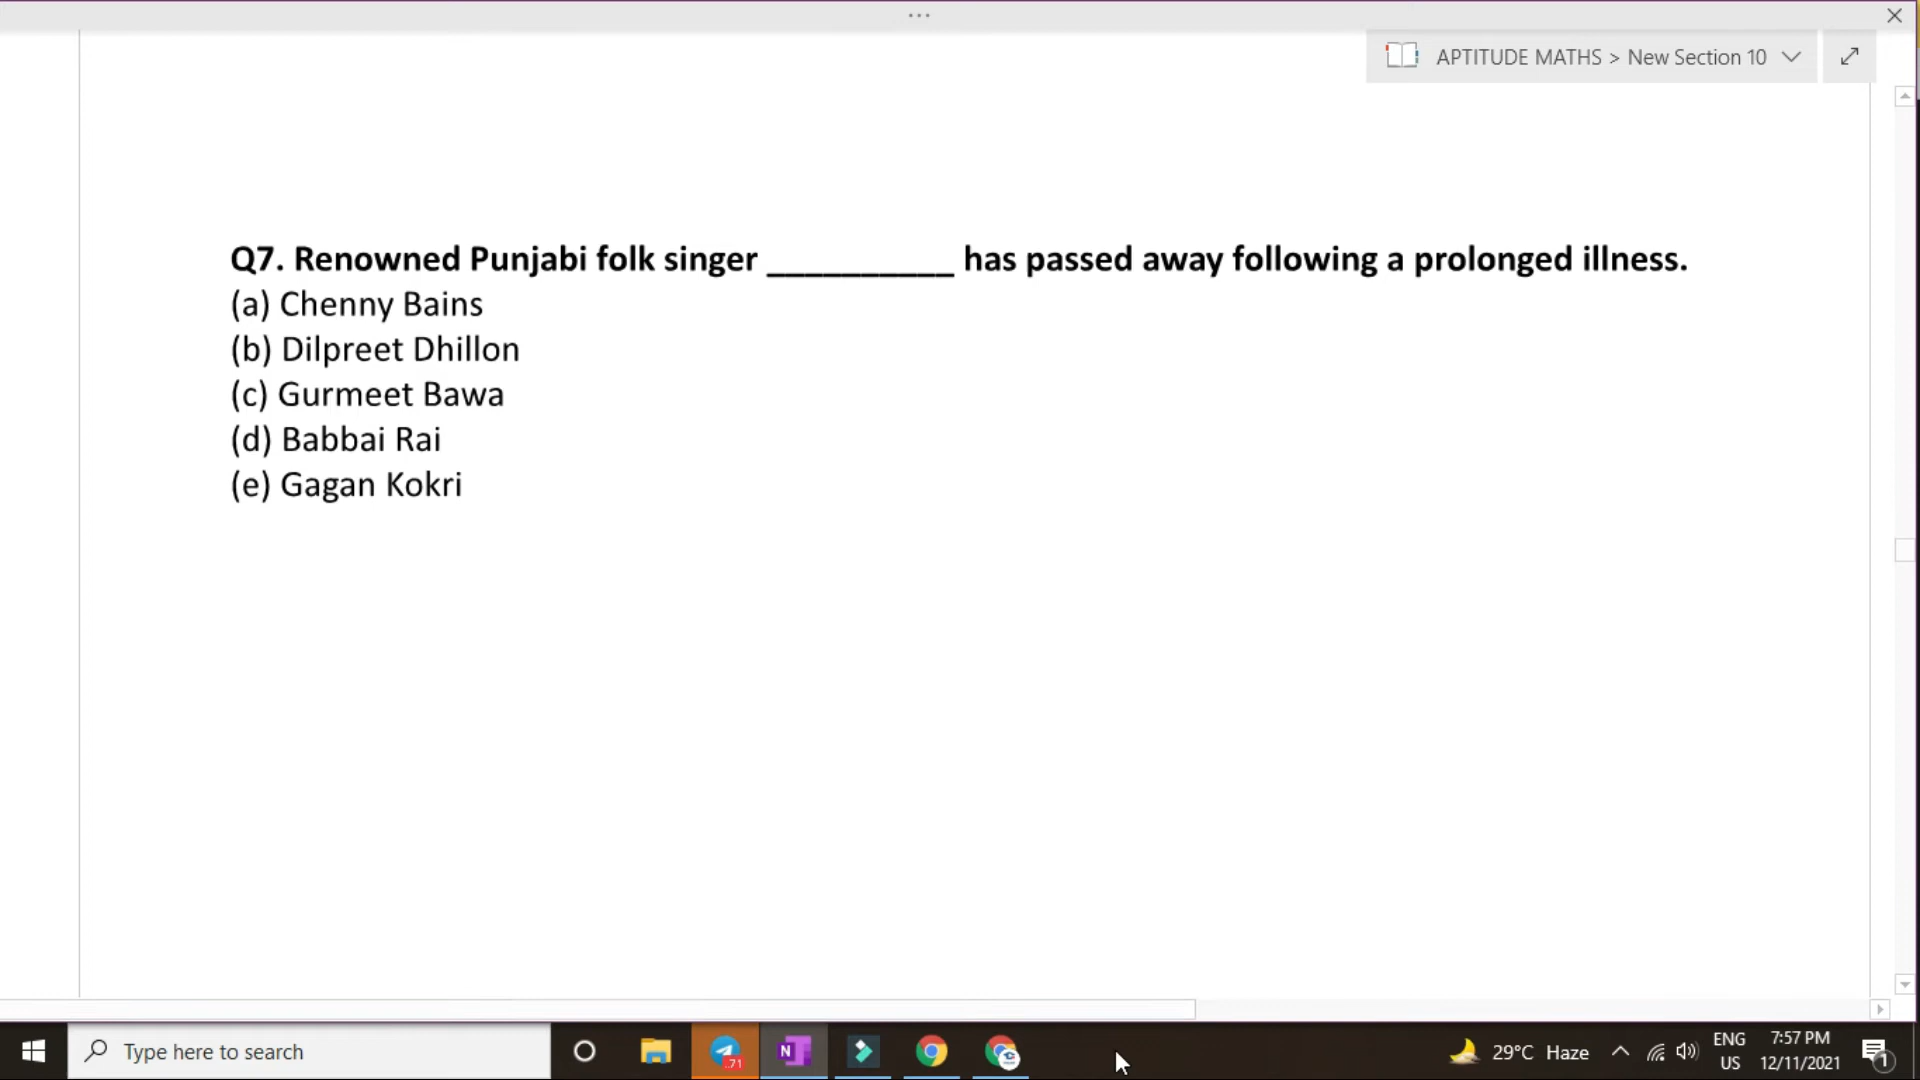 ...
APTITUDE MATHS > New Section 10
Q7. Renowned Punjabi folk singer __________ has passed away following a prolonged illness.
(a) Chenny Bains
(b) Dilpreet Dhillon
(c) Gurmeet Bawa
(d) Babbai Rai
(e) Gagan Kokri
Type here to search
..71
N
29°C Haze
ENG
US
7:57 PM
12/11/2021
1